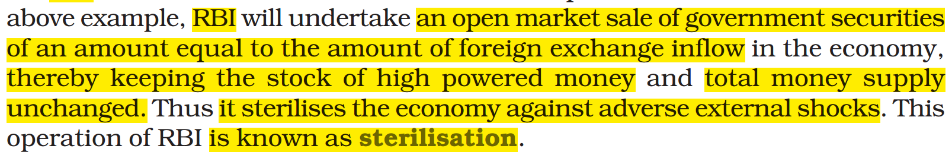 above example, RBI will undertake an open market sale of government securities
of an amount equal to the amount of foreign exchange inflow in the economy,
thereby keeping the stock of high powered money and total money supply
unchanged. Thus it sterilises the economy against adverse external shocks. This
operation of RBI is known as sterilisation.